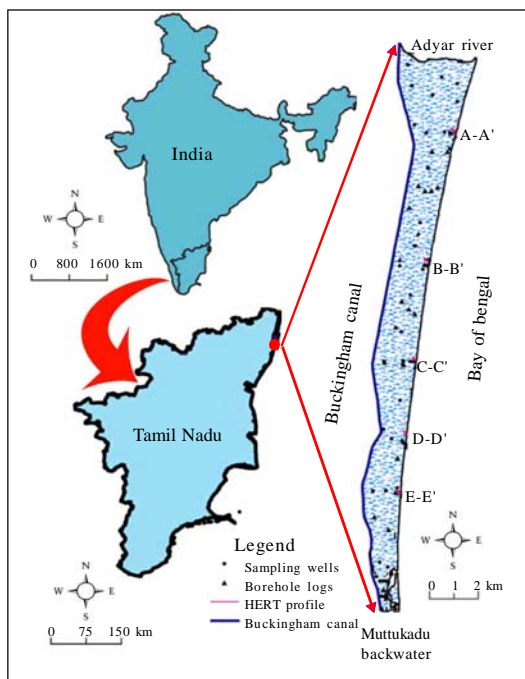 Adyar river
A-A'
India
N
W E
S
0 800 1600 km
B-B'
Buckingham canal
Bay of bengal
C-C'
Tamil Nadu
D-D'
E-E'
Legend
Sampling wells
Borehole logs
HERT profile
Buckingham canal
N
W E
S
0 75 150 km
N
W E
S
0 1 2 km
Muttukadu
backwater